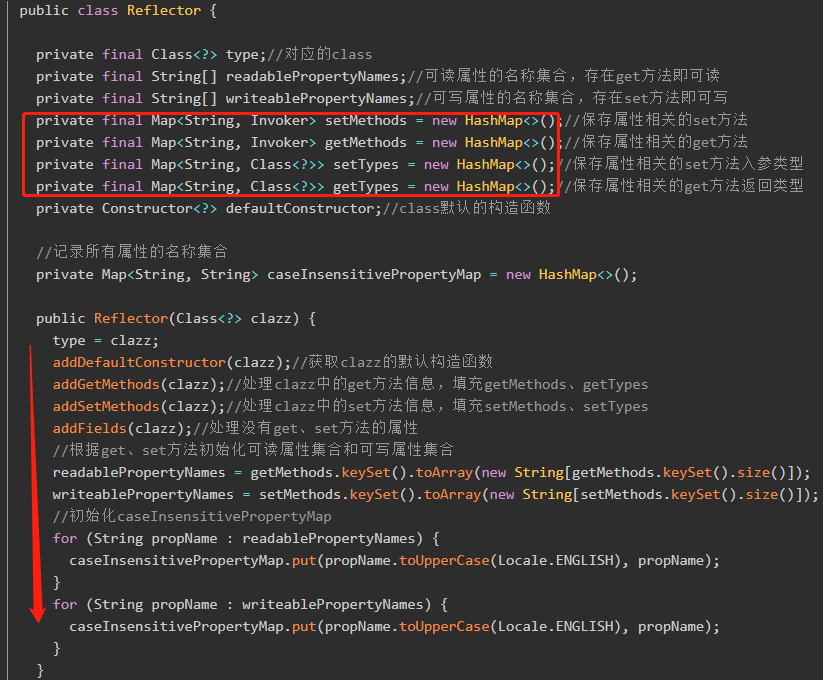 public class Reflector {
private final Class<?> type;//对应的class
private final String[] readablePropertyNames;//可读属性的名称集合，存在get方法即可读
private final String[] writeablePropertyNames;//可写属性的名称集合，存在set方法即可写
private final Map<String, Invoker> setMethods = new HashMap<>();//保存属性相关的set方法
private final Map<String, Invoker> getMethods = new HashMap<>();//保存属性相关的get方法
private final Map<String, Class<?>> setTypes = new HashMap<>();//保存属性相关的set方法入参类型
private final Map<String, Class<?>> getTypes = new HashMap<>();//保存属性相关的get方法返回类型
private Constructor<?> defaultConstructor;//class默认的构造函数
//记录所有属性的名称集合
private Map<String, String> caseInsensitivePropertyMap = new HashMap<>();
public Reflector(Class<?> clazz) {
type = clazz;
addDefaultConstructor(clazz);//获取clazz的默认构造函数
addGetMethods(clazz);//处理clazz中的get方法信息，填充getMethods、getTypes
addSetMethods(clazz);//处理clazz中的set方法信息，填充setMethods、setTypes
addFields(clazz);//处理没有get、set方法的属性
//根据get、set方法初始化可读属性集合和可写属性集合
readablePropertyNames = getMethods.keySet().toArray(new String[getMethods.keySet().size()]);
writeablePropertyNames = setMethods.keySet().toArray(new String[setMethods.keySet().size()]);
//初始化caseInsensitivePropertyMap
for (String propName : readablePropertyNames) {
caseInsensitivePropertyMap.put(propName.toUpperCase(Locale.ENGLISH), propName);
}
for (String propName : writeablePropertyNames) {
caseInsensitivePropertyMap.put(propName.toUpperCase(Locale.ENGLISH), propName);
}
}